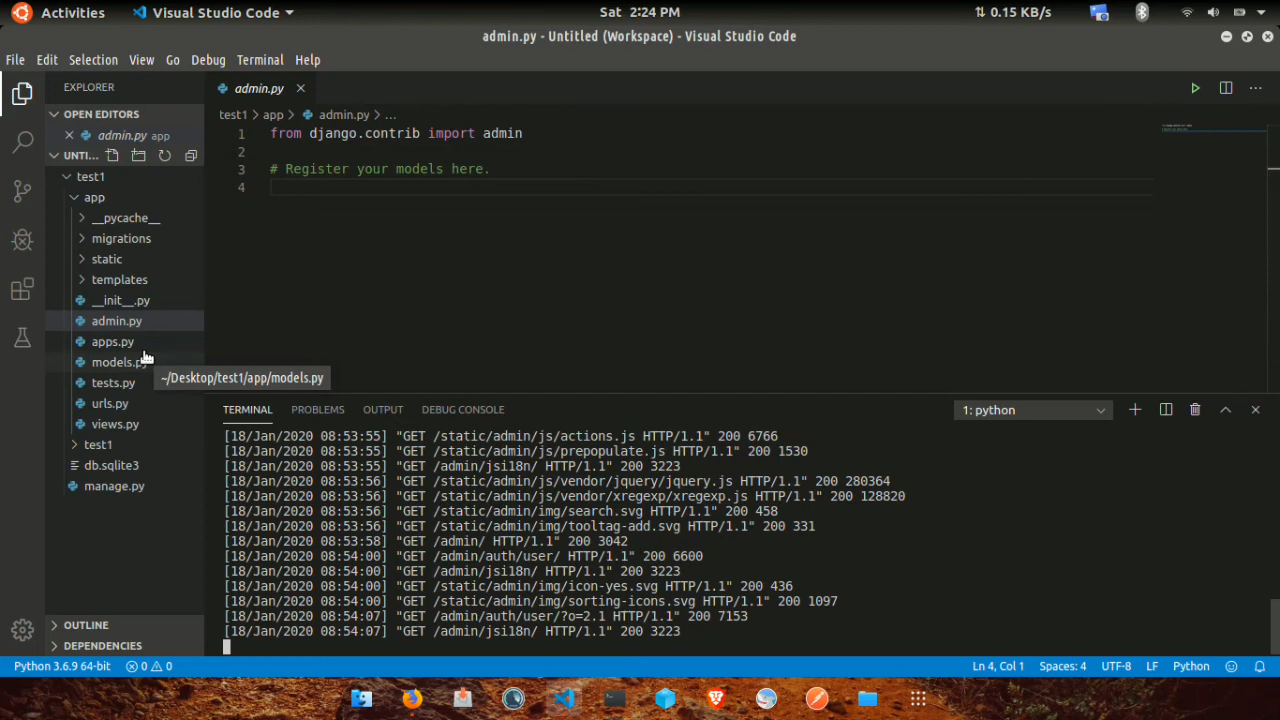 Activities
Visual Studio Code
Sat 2:24 PM
0.15 KB/s
admin.py - Untitled (Workspace) - Visual Studio Code
File Edit Selection View Go Debug Terminal Help
EXPLORER
OPEN EDITORS
admin.py app
UNTI...
test1
app
__pycache__
migrations
static
templates
__init__.py
admin.py
apps.py
models.py
tests.py
urls.py
views.py
test1
db.sqlite3
manage.py
OUTLINE
DEPENDENCIES
~/Desktop/test1/app/models.py
admin.py
test1 > app > admin.py > ...
1 from django.contrib import admin
2
3 # Register your models here.
4
TERMINAL PROBLEMS OUTPUT DEBUG CONSOLE
1: python
[18/Jan/2020 08:53:55] "GET /static/admin/js/actions.js HTTP/1.1" 200 6766
[18/Jan/2020 08:53:55] "GET /static/admin/js/prepopulate.js HTTP/1.1" 200 1530
[18/Jan/2020 08:53:55] "GET /admin/jsi18n/ HTTP/1.1" 200 3223
[18/Jan/2020 08:53:56] "GET /static/admin/js/vendor/jquery/jquery.js HTTP/1.1" 200 280364
[18/Jan/2020 08:53:56] "GET /static/admin/js/vendor/xregexp/xregexp.js HTTP/1.1" 200 128820
[18/Jan/2020 08:53:56] "GET /static/admin/img/search.svg HTTP/1.1" 200 458
[18/Jan/2020 08:53:56] "GET /static/admin/img/tooltag-add.svg HTTP/1.1" 200 331
[18/Jan/2020 08:53:58] "GET /admin/ HTTP/1.1" 200 3042
[18/Jan/2020 08:54:00] "GET /admin/auth/user/ HTTP/1.1" 200 6600
[18/Jan/2020 08:54:00] "GET /admin/jsi18n/ HTTP/1.1" 200 3223
[18/Jan/2020 08:54:00] "GET /static/admin/img/icon-yes.svg HTTP/1.1" 200 436
[18/Jan/2020 08:54:00] "GET /static/admin/img/sorting-icons.svg HTTP/1.1" 200 1097
[18/Jan/2020 08:54:07] "GET /admin/auth/user/?o=2.1 HTTP/1.1" 200 7153
[18/Jan/2020 08:54:07] "GET /admin/jsi18n/ HTTP/1.1" 200 3223
Python 3.6.9 64-bit 0 0 Ln 4, Col 1 Spaces: 4 UTF-8 LF Python